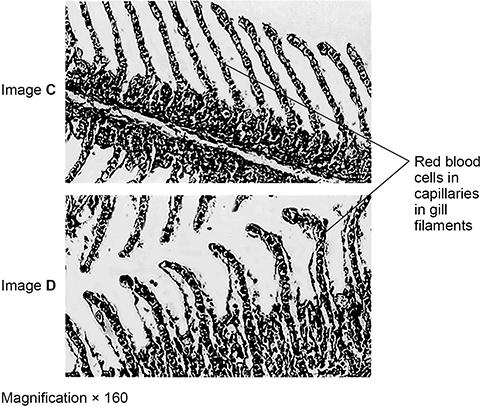 Image C
Red blood
cells in
capillaries
in gill
filaments
Image D
Magnification × 160